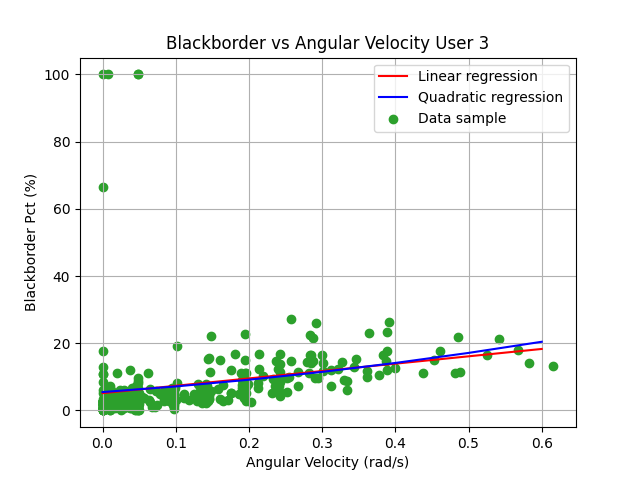 Blackborder vs Angular Velocity User 3
Linear regression
Quadratic regression
Data sample
Blackborder Pct (%)
100
80
60
40
20
0
0.0 0.1 0.2 0.3 0.4 0.5 0.6
Angular Velocity (rad/s)